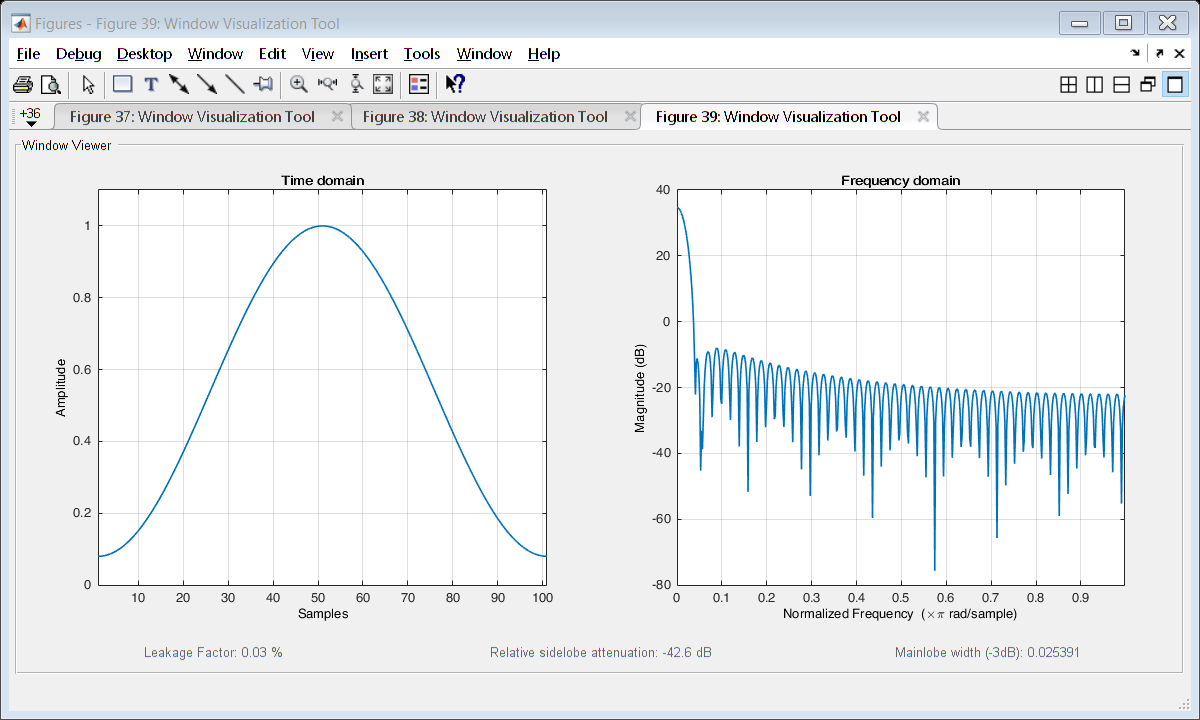 Figures - Figure 39: Window Visualization Tool
File Debug Desktop Window Edit View Insert Tools Window Help
+36 Figure 37: Window Visualization Tool Figure 38: Window Visualization Tool Figure 39: Window Visualization Tool
Window Viewer
Time domain
1
0.8
0.6
0.4
0.2
0
Amplitude
10 20 30 40 50 60 70 80 90 100
Samples
Frequency domain
40
20
0
-20
-40
-60
-80
Magnitude (dB)
0 0.1 0.2 0.3 0.4 0.5 0.6 0.7 0.8 0.9
Normalized Frequency (×π rad/sample)
Leakage Factor: 0.03 %
Relative sidelobe attenuation: -42.6 dB
Mainlobe width (-3dB): 0.025391